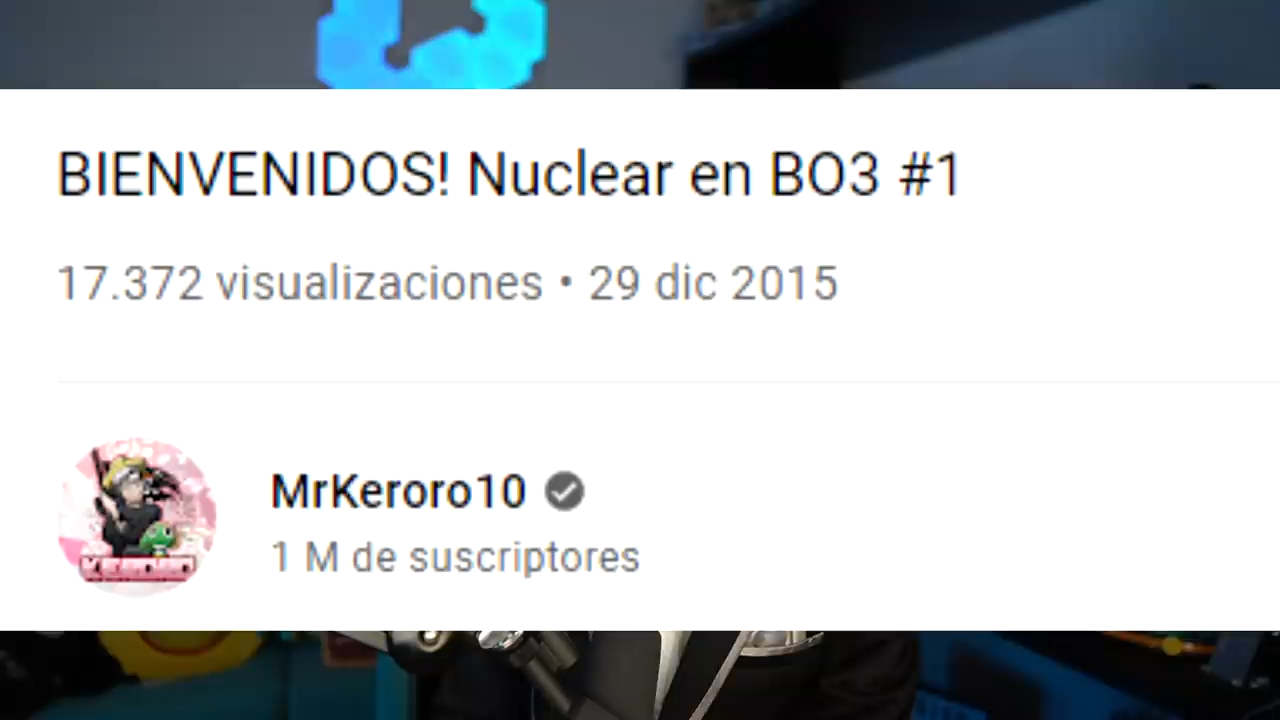 BIENVENIDOS! Nuclear en BO3 #1
17.372 visualizaciones • 29 dic 2015
MrKeroro10
1 M de suscriptores